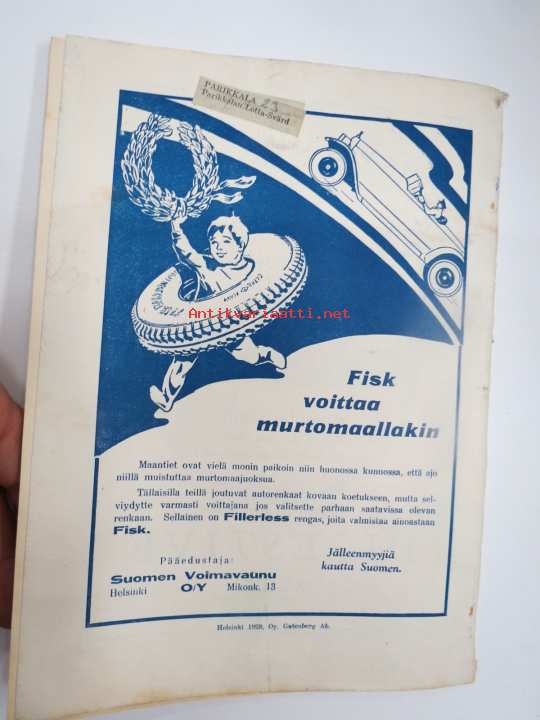 PARIKKALA 23
Parikkalan Lotta-Svärd
Antikvariaatti.net
Fisk
voittaa
murtomaallakin
Maantiet ovat vielä monin paikoin niin huonossa kunnossa, että ajo
niillä muistuttaa murtomaajuoksua.
Tällaisilla teillä joutuvat autorenkaat kovaan koetukseen, mutta sel-
viydytte varmasti voittajana jos valitsette parhaan saatavissa olevan
renkaan. Sellainen on Fillerless rengas, joita valmistaa ainoastaan
Fisk.
Pääedustaja:
Suomen Voimavaunu
Helsinki O/Y Mikonk. 13
Jälleenmyyjiä
kautta Suomen.
Helsinki 1928, Oy. Gutenberg Ab.